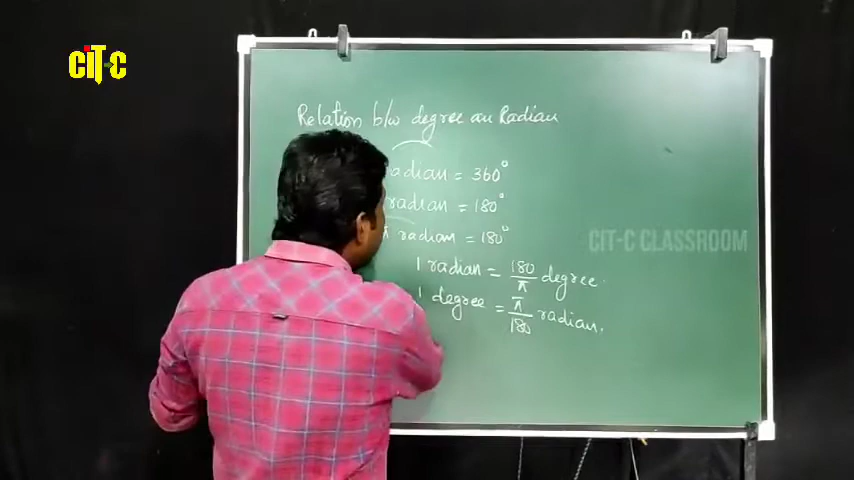 CiT-C
Relation b/w degree an Radian
radian = 360°
radian = 180°
π radian = 180°
CIT-C CLASSROOM
1 radian = 180/π degree.
1 degree = π/180 radian.